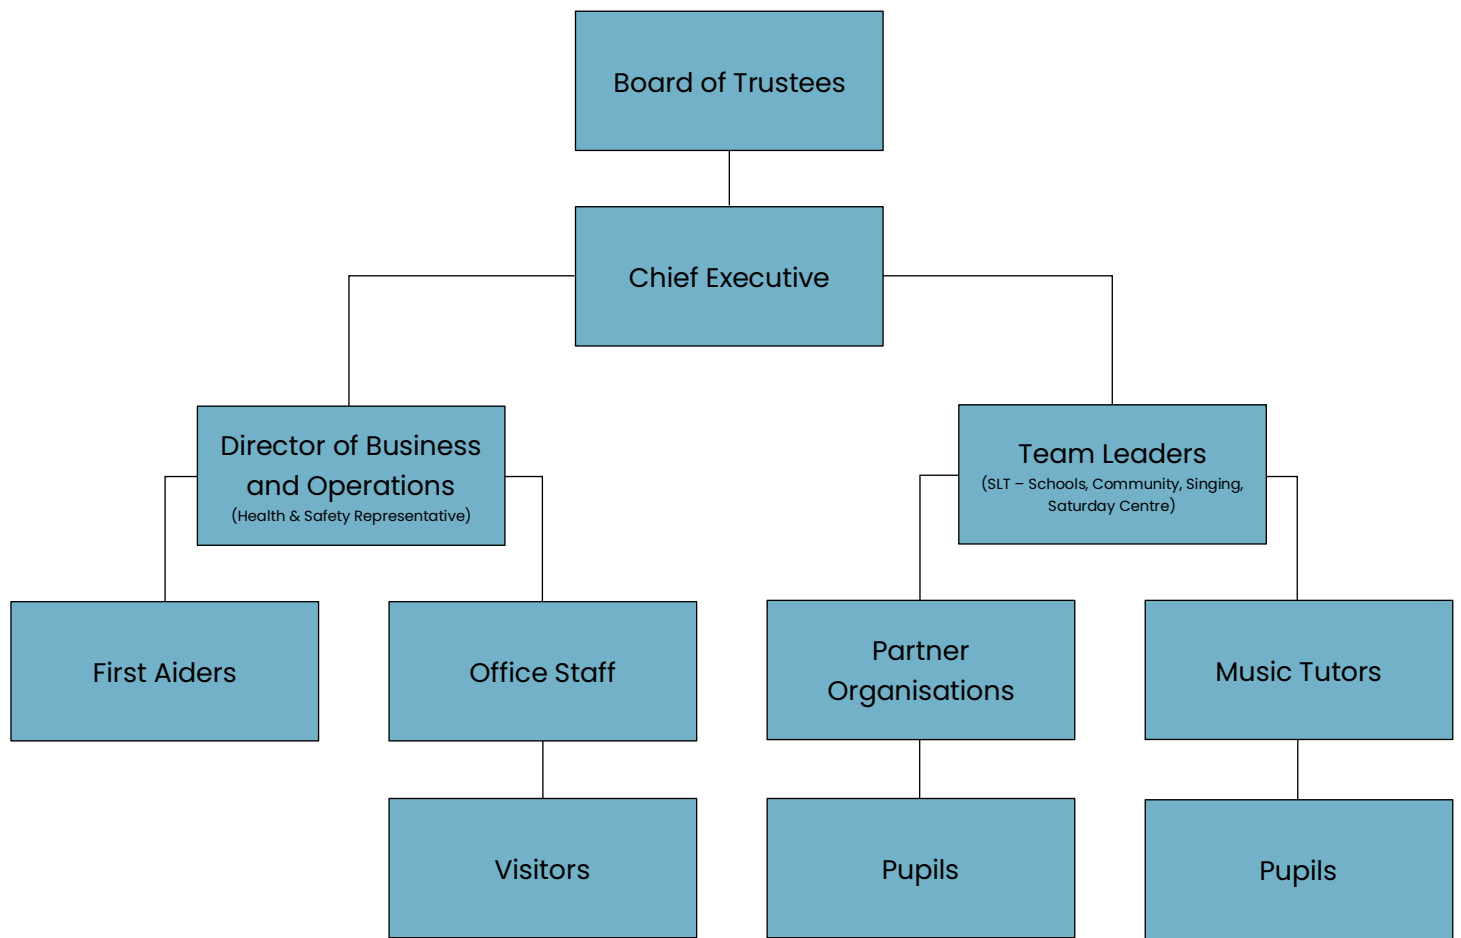 Board of Trustees
Chief Executive
Director of Business
and Operations
(Health & Safety Representative)
Team Leaders
(SLT – Schools, Community, Singing,
Saturday Centre)
First Aiders
Office Staff
Partner
Organisations
Music Tutors
Visitors
Pupils
Pupils